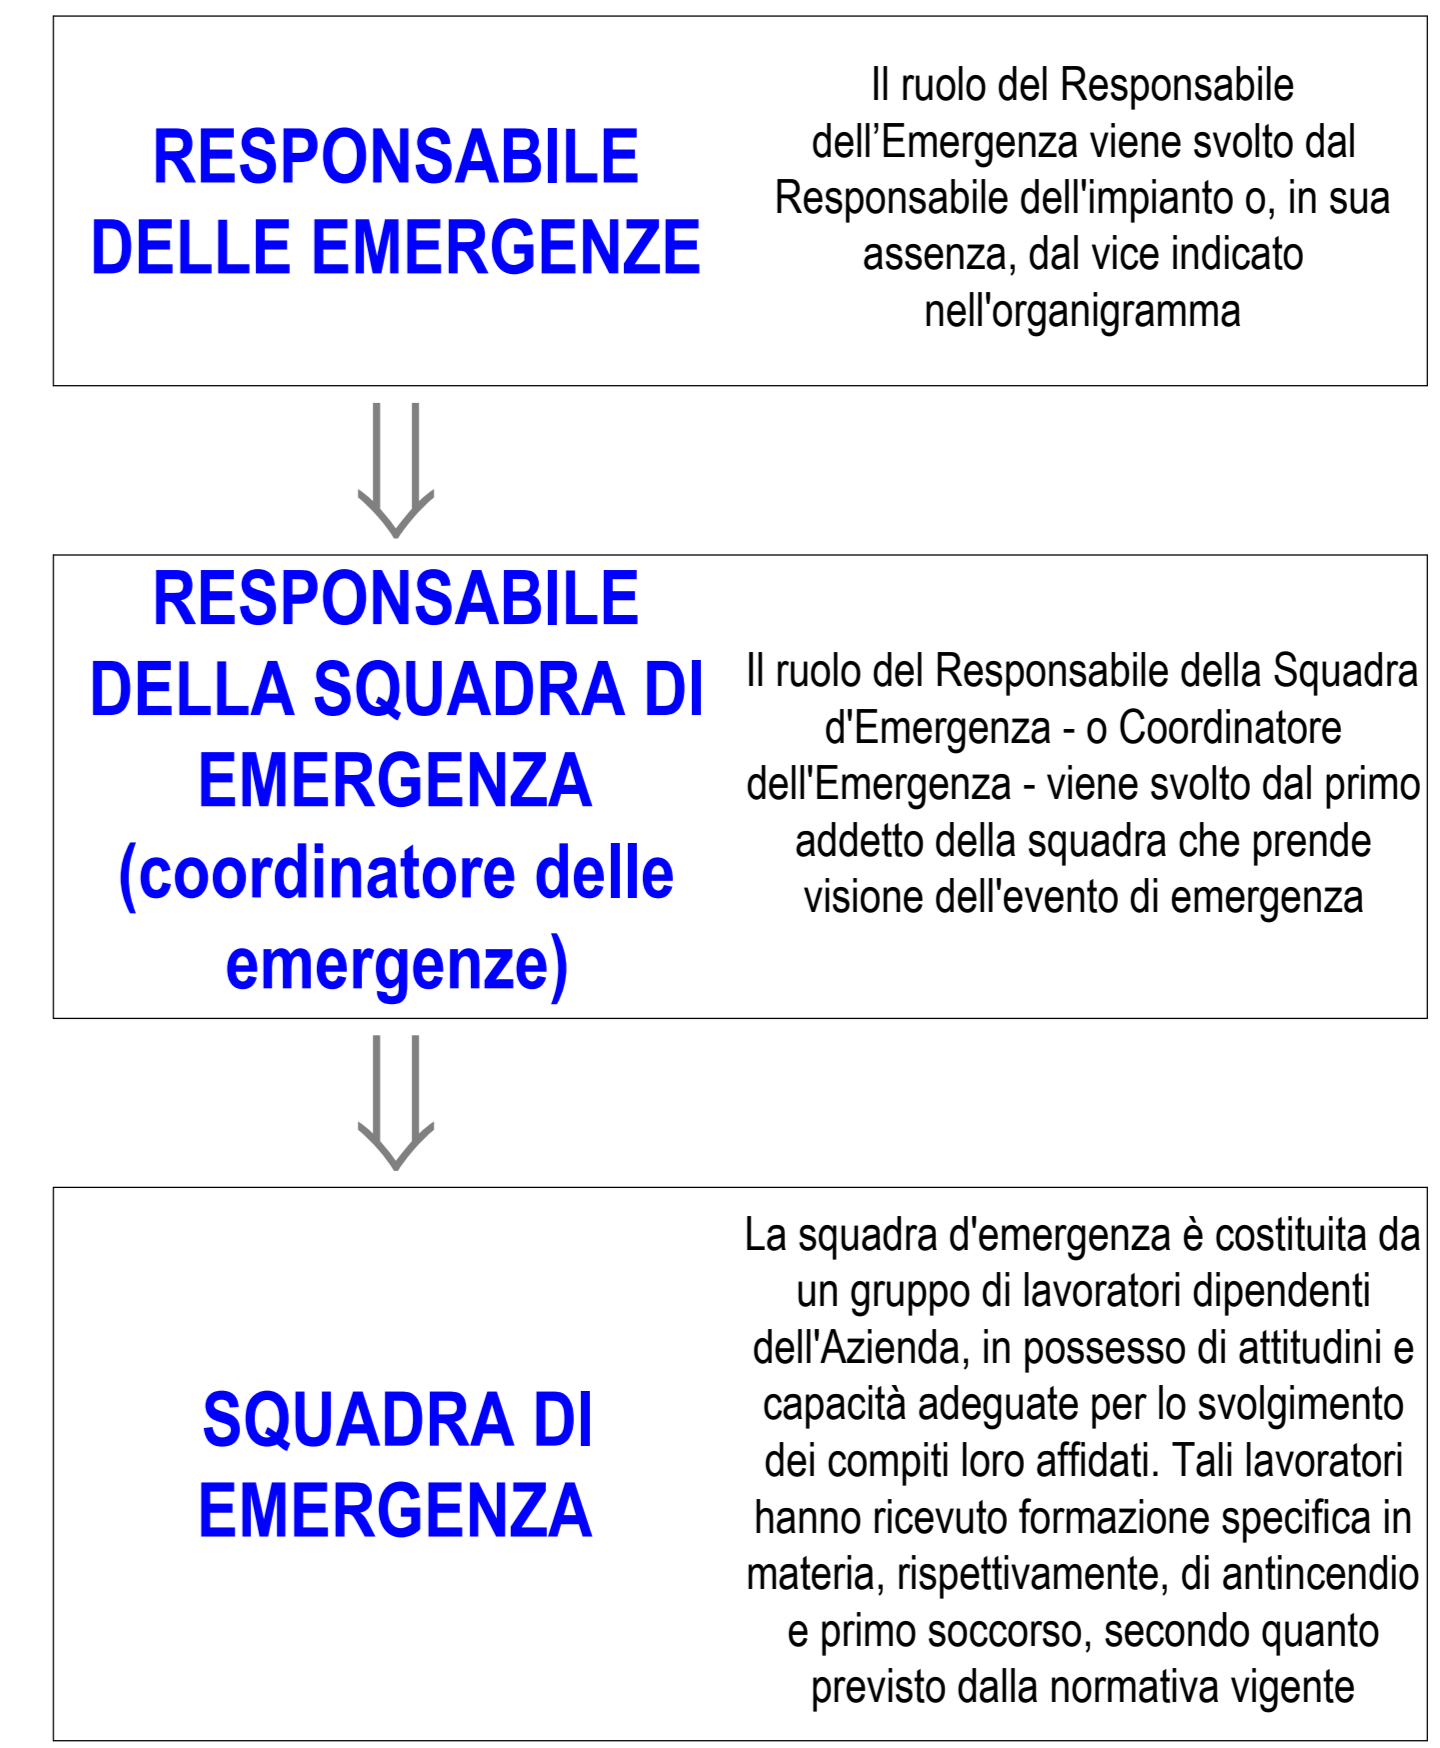 RESPONSABILE
DELLE EMERGENZE
Il ruolo del Responsabile
dell’Emergenza viene svolto dal
Responsabile dell'impianto o, in sua
assenza, dal vice indicato
nell'organigramma
RESPONSABILE
DELLA SQUADRA DI
EMERGENZA
(coordinatore delle
emergenze)
Il ruolo del Responsabile della Squadra
d'Emergenza - o Coordinatore
dell'Emergenza - viene svolto dal primo
addetto della squadra che prende
visione dell'evento di emergenza
SQUADRA DI
EMERGENZA
La squadra d'emergenza è costituita da
un gruppo di lavoratori dipendenti
dell'Azienda, in possesso di attitudini e
capacità adeguate per lo svolgimento
dei compiti loro affidati. Tali lavoratori
hanno ricevuto formazione specifica in
materia, rispettivamente, di antincendio
e primo soccorso, secondo quanto
previsto dalla normativa vigente